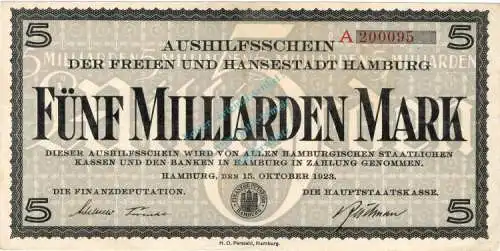 5 5
AUSHILFSSCHEIN
A 200095
DER FREIEN UND HANSESTADT HAMBURG
FÜNF MILLIARDEN MARK
DIESER AUSHILFSSCHEIN WIRD VON ALLEN HAMBURGISCHEN STAATLICHEN
KASSEN UND DEN BANKEN IN HAMBURG IN ZAHLUNG GENOMMEN.
HAMBURG, DEN 15. OKTOBER 1923.
DIE FINANZDEPUTATION. DIE HAUPTSTAATSKASSE.
5 5
H. O. Persiehl, Hamburg.